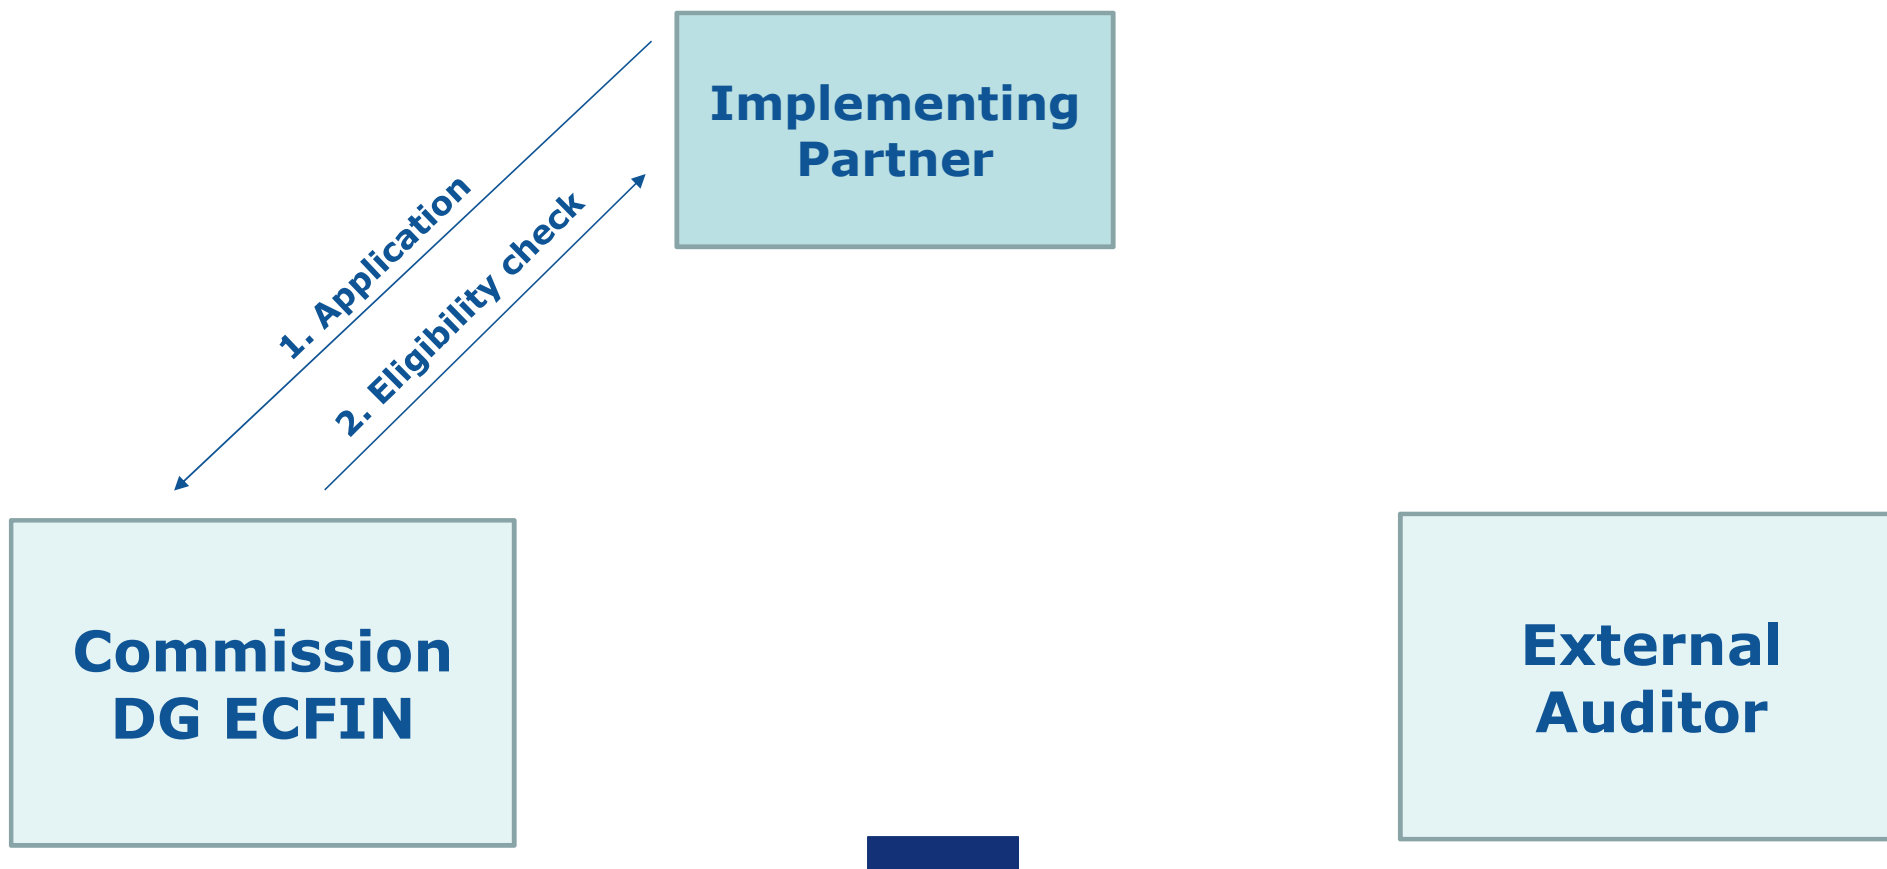 Implementing
Partner
1. Application
2. Eligibility check
Commission
DG ECFIN
External
Auditor